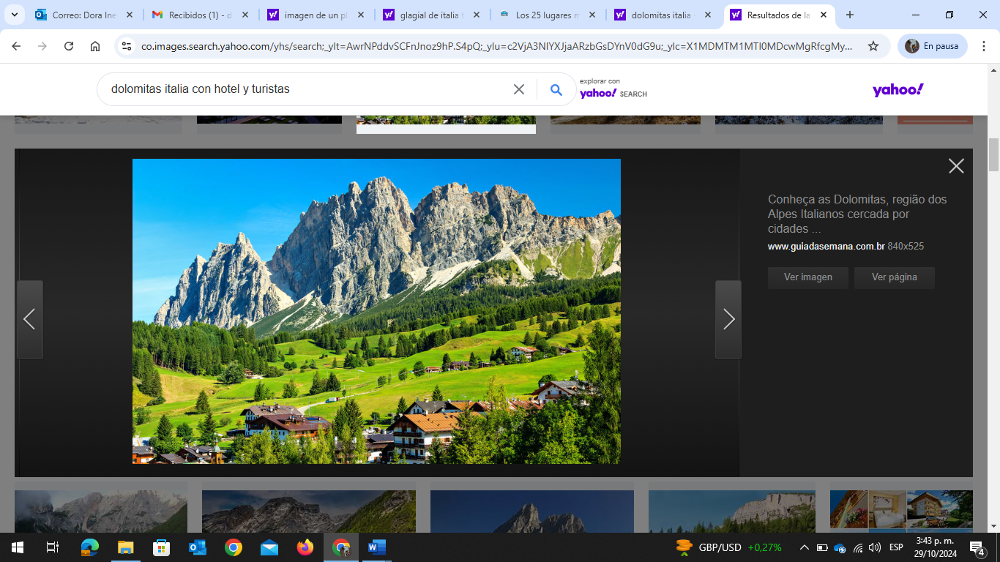 Correo: Dora Ine
Recibidos (1) - d
imagen de un pl
glagial de italia t
Los 25 lugares m
dolomitas italia
Resultados de la
co.images.search.yahoo.com/yhs/search;_ylt=AwrNPddvSCFnJnoz9hP.S4pQ;_ylu=c2VjA3NlYXJjaARzbGsDYnV0dG9u;_ylc=X1MDMTM1MTI0MDcwMgRfcgMy...
En pausa
dolomitas italia con hotel y turistas
explorar con
yahoo! SEARCH
yahoo!
Conheça as Dolomitas, região dos
Alpes Italianos cercada por
cidades ...
www.guiadasemana.com.br 840x525
Ver imagen
Ver página
GBP/USD +0,27%
ESP
3:43 p. m.
29/10/2024
4